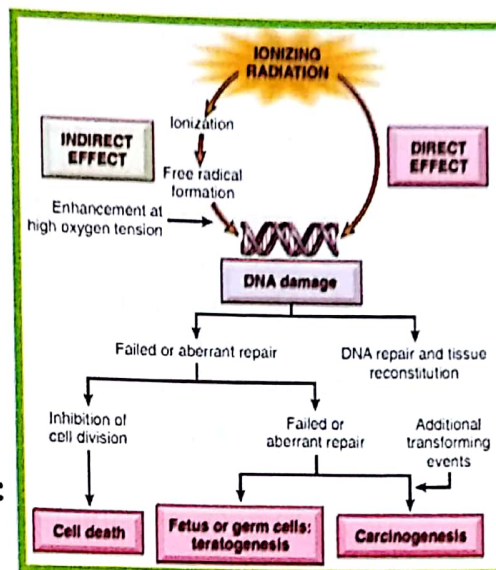 IONIZING
RADIATION
Ionization
INDIRECT
EFFECT
DIRECT
EFFECT
Free radical
formation
Enhancement at
high oxygen tension
DNA damage
Failed or aberrant repair
DNA repair and tissue
reconstitution
Inhibition of
cell division
Failed or
aberrant repair
Additional
transforming
events
Cell death
Fetus or germ cells:
teratogenesis
Carcinogenesis